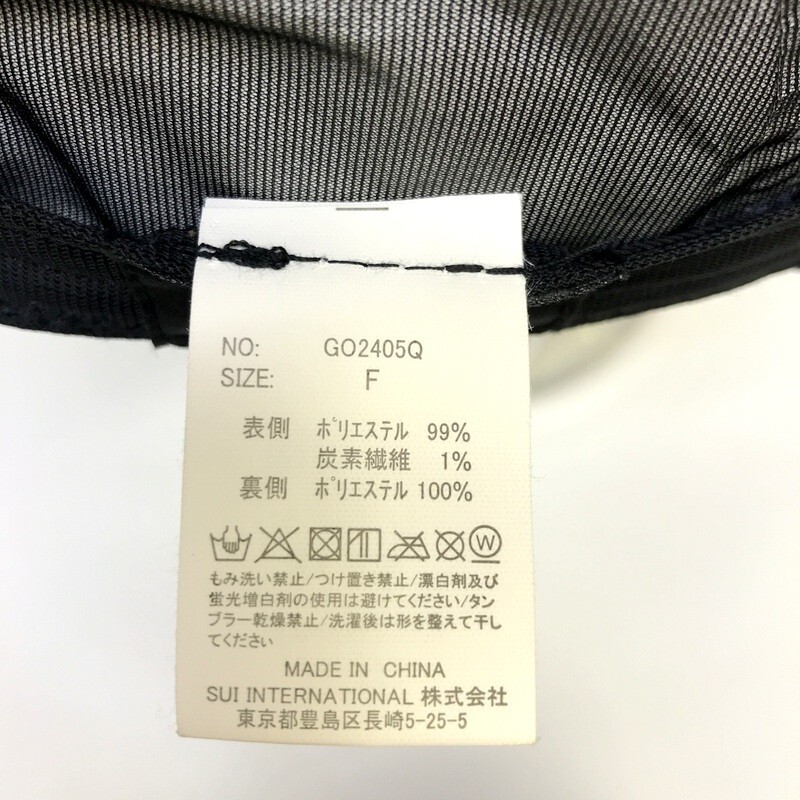 NO: GO2405Q
SIZE: F
表側 ポリエステル 99%
炭素繊維 1%
裏側 ポリエステル 100%
W
もみ洗い禁止/つけ置き禁止/漂白剤及び
蛍光増白剤の使用は避けてください/タン
ブラー乾燥禁止/洗濯後は形を整えて干し
てください
MADE IN CHINA
SUI INTERNATIONAL 株式会社
東京都豊島区長崎5-25-5